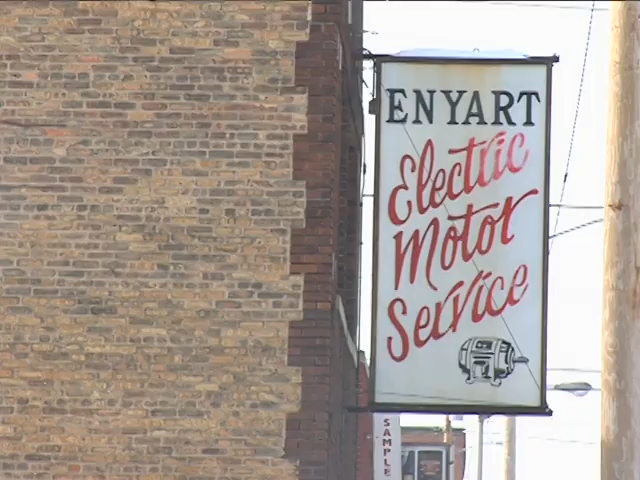 ENYART
Electric
Motor
Service
SAMPLE